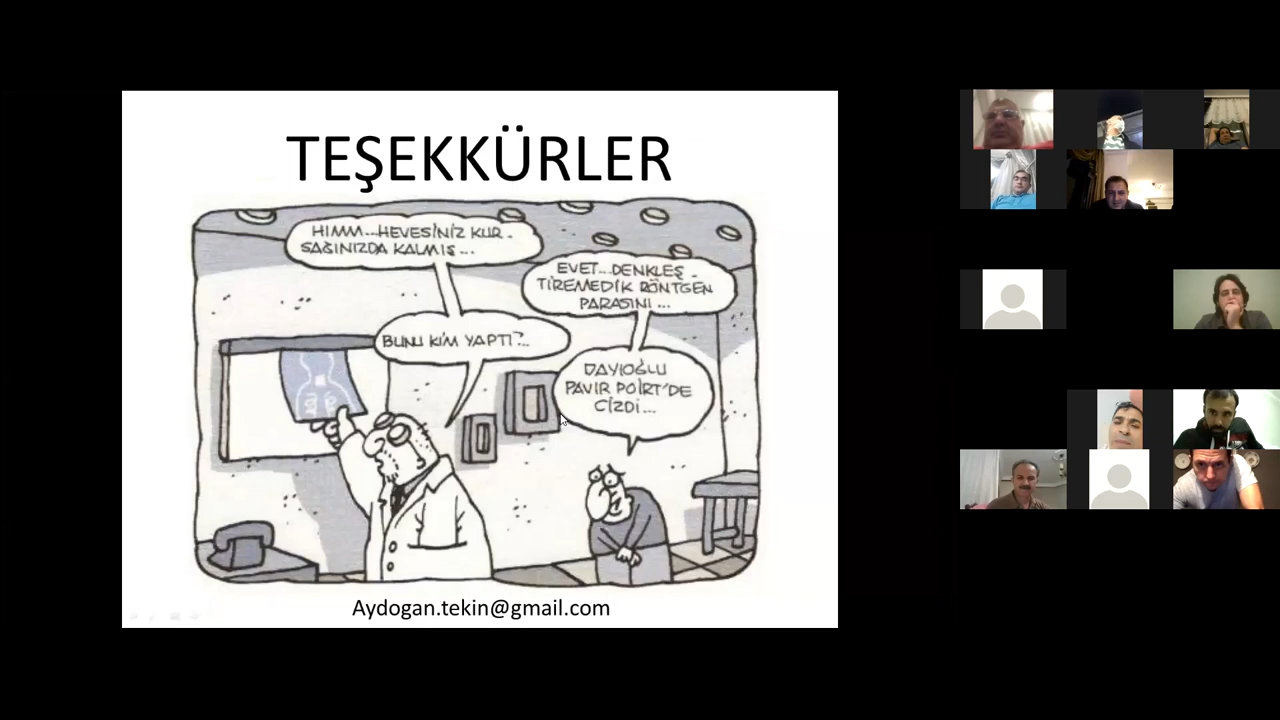 TEŞEKKÜRLER
HIMM...HEVESİNİZ KUR-
SAĞINIZDA KALMIŞ...
EVET...DENKLEŞ-
TİREMEDİK RÖNTGEN
PARASINI...
BUNU KİM YAPTI?...
DAYIOĞLU
PAVIR POİRT'DE
ÇİZDİ...
Aydogan.tekin@gmail.com